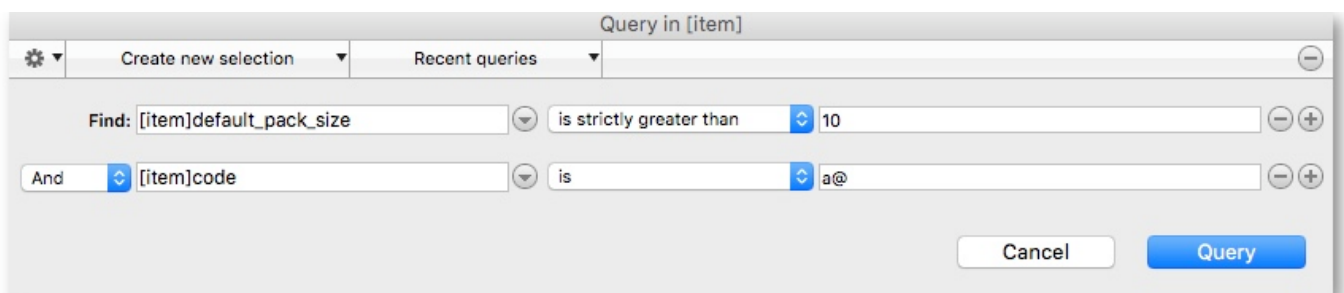 Query in [item]
Create new selection Recent queries
Find: [item]default_pack_size is strictly greater than 10
And [item]code is a@
Cancel Query